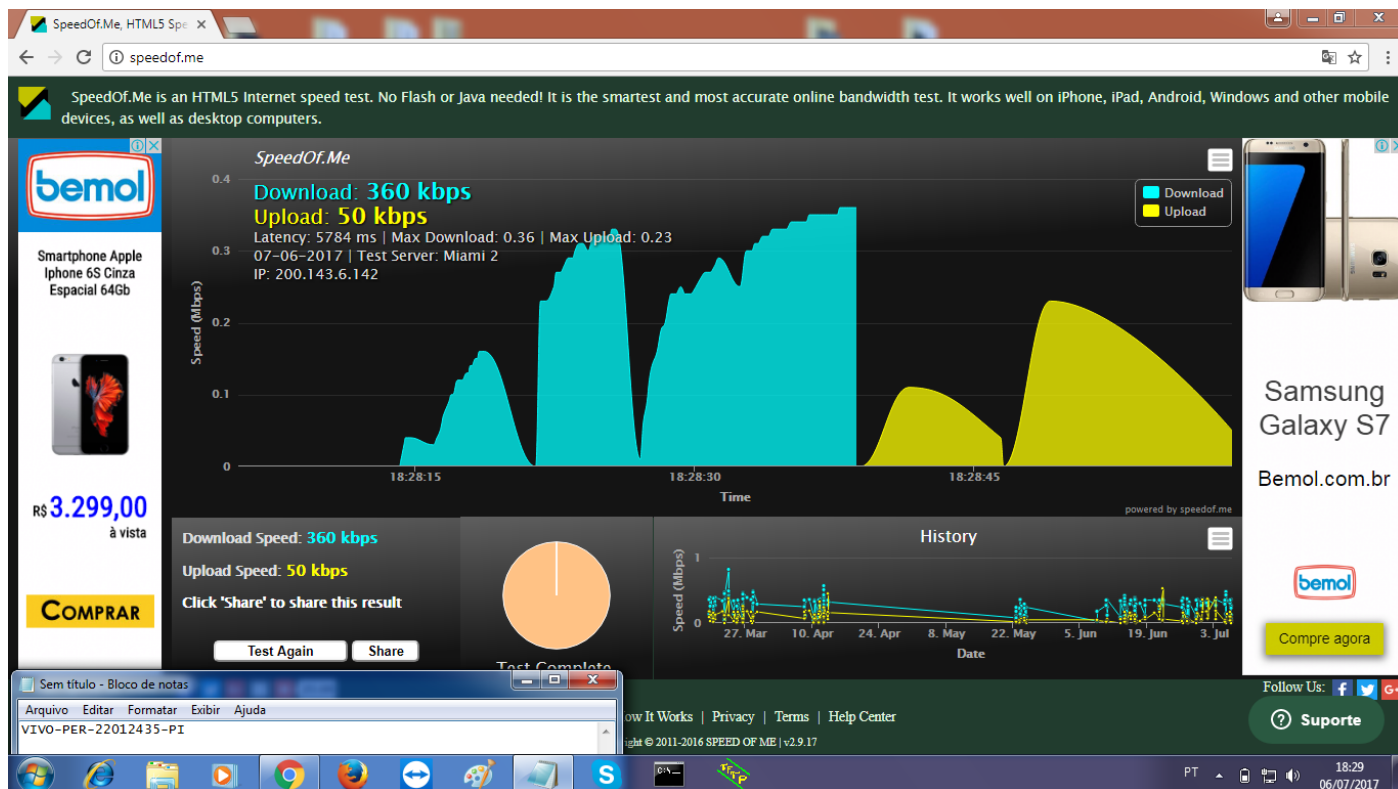 SpeedOf.Me, HTML5 Spe
speedof.me
SpeedOf.Me is an HTML5 Internet speed test. No Flash or Java needed! It is the smartest and most accurate online bandwidth test. It works well on iPhone, iPad, Android, Windows and other mobile
devices, as well as desktop computers.
bemol
Smartphone Apple
Iphone 6S Cinza
Espacial 64Gb
R$ 3.299,00
à vista
COMPRAR
SpeedOf.Me
Download: 360 kbps
Upload: 50 kbps
Latency: 5784 ms | Max Download: 0.36 | Max Upload: 0.23
07-06-2017 | Test Server: Miami 2
IP: 200.143.6.142
Download
Upload
Speed (Mbps)
0.4
0.3
0.2
0.1
0
18:28:15 18:28:30 18:28:45
Time
powered by speedof.me
Samsung
Galaxy S7
Bemol.com.br
bemol
Compre agora
Download Speed: 360 kbps
Upload Speed: 50 kbps
Click 'Share' to share this result
Test Again Share
Test Complete
History
Speed (Mbps)
1
0
27. Mar 10. Apr 24. Apr 8. May 22. May 5. Jun 19. Jun 3. Jul
Date
Sem título - Bloco de notas
Arquivo Editar Formatar Exibir Ajuda
VIVO-PER-22012435-PI
ow It Works | Privacy | Terms | Help Center
ight © 2011-2016 SPEED OF ME | v2.9.17
Follow Us:
Suporte
PT
18:29
06/07/2017